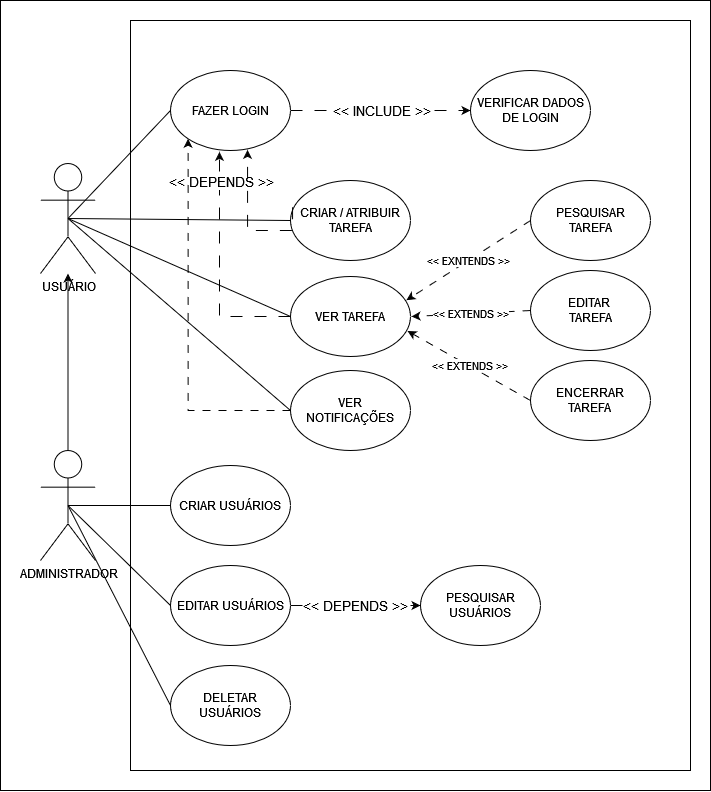 FAZER LOGIN
<< INCLUDE >>
VERIFICAR DADOS
DE LOGIN
<< DEPENDS >>
CRIAR / ATRIBUIR
TAREFA
PESQUISAR
TAREFA
<< EXNTENDS >>
USUÁRIO
VER TAREFA
<< EXTENDS >>
EDITAR
TAREFA
<< EXTENDS >>
VER
NOTIFICAÇÕES
ENCERRAR
TAREFA
CRIAR USUÁRIOS
ADMINISTRADOR
EDITAR USUÁRIOS
<< DEPENDS >>
PESQUISAR
USUÁRIOS
DELETAR
USUÁRIOS